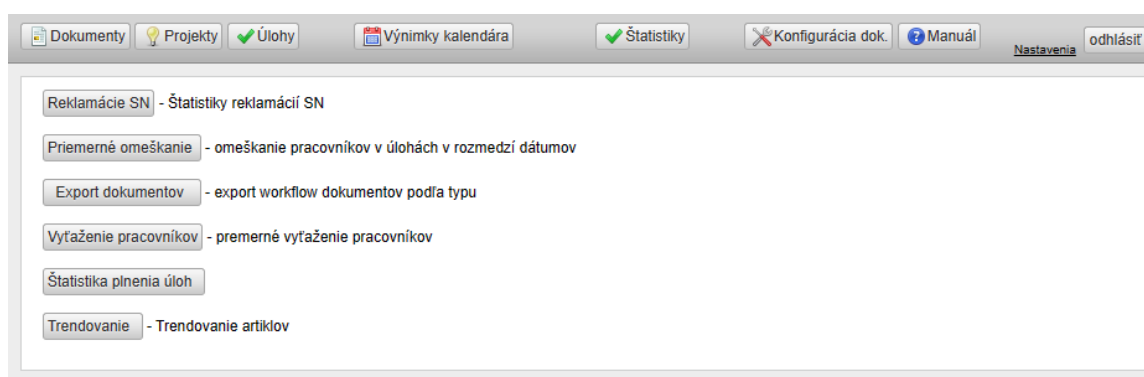 Dokumenty Projekty Úlohy Výnimky kalendára Štatistiky Konfigurácia dok. Manuál Nastavenia odhlásiť
Reklamácie SN - Štatistiky reklamácií SN
Priemerné omeškanie - omeškanie pracovníkov v úlohách v rozmedzí dátumov
Export dokumentov - export workflow dokumentov podľa typu
Vyťaženie pracovníkov - premerné vyťaženie pracovníkov
Štatistika plnenia úloh
Trendovanie - Trendovanie artiklov